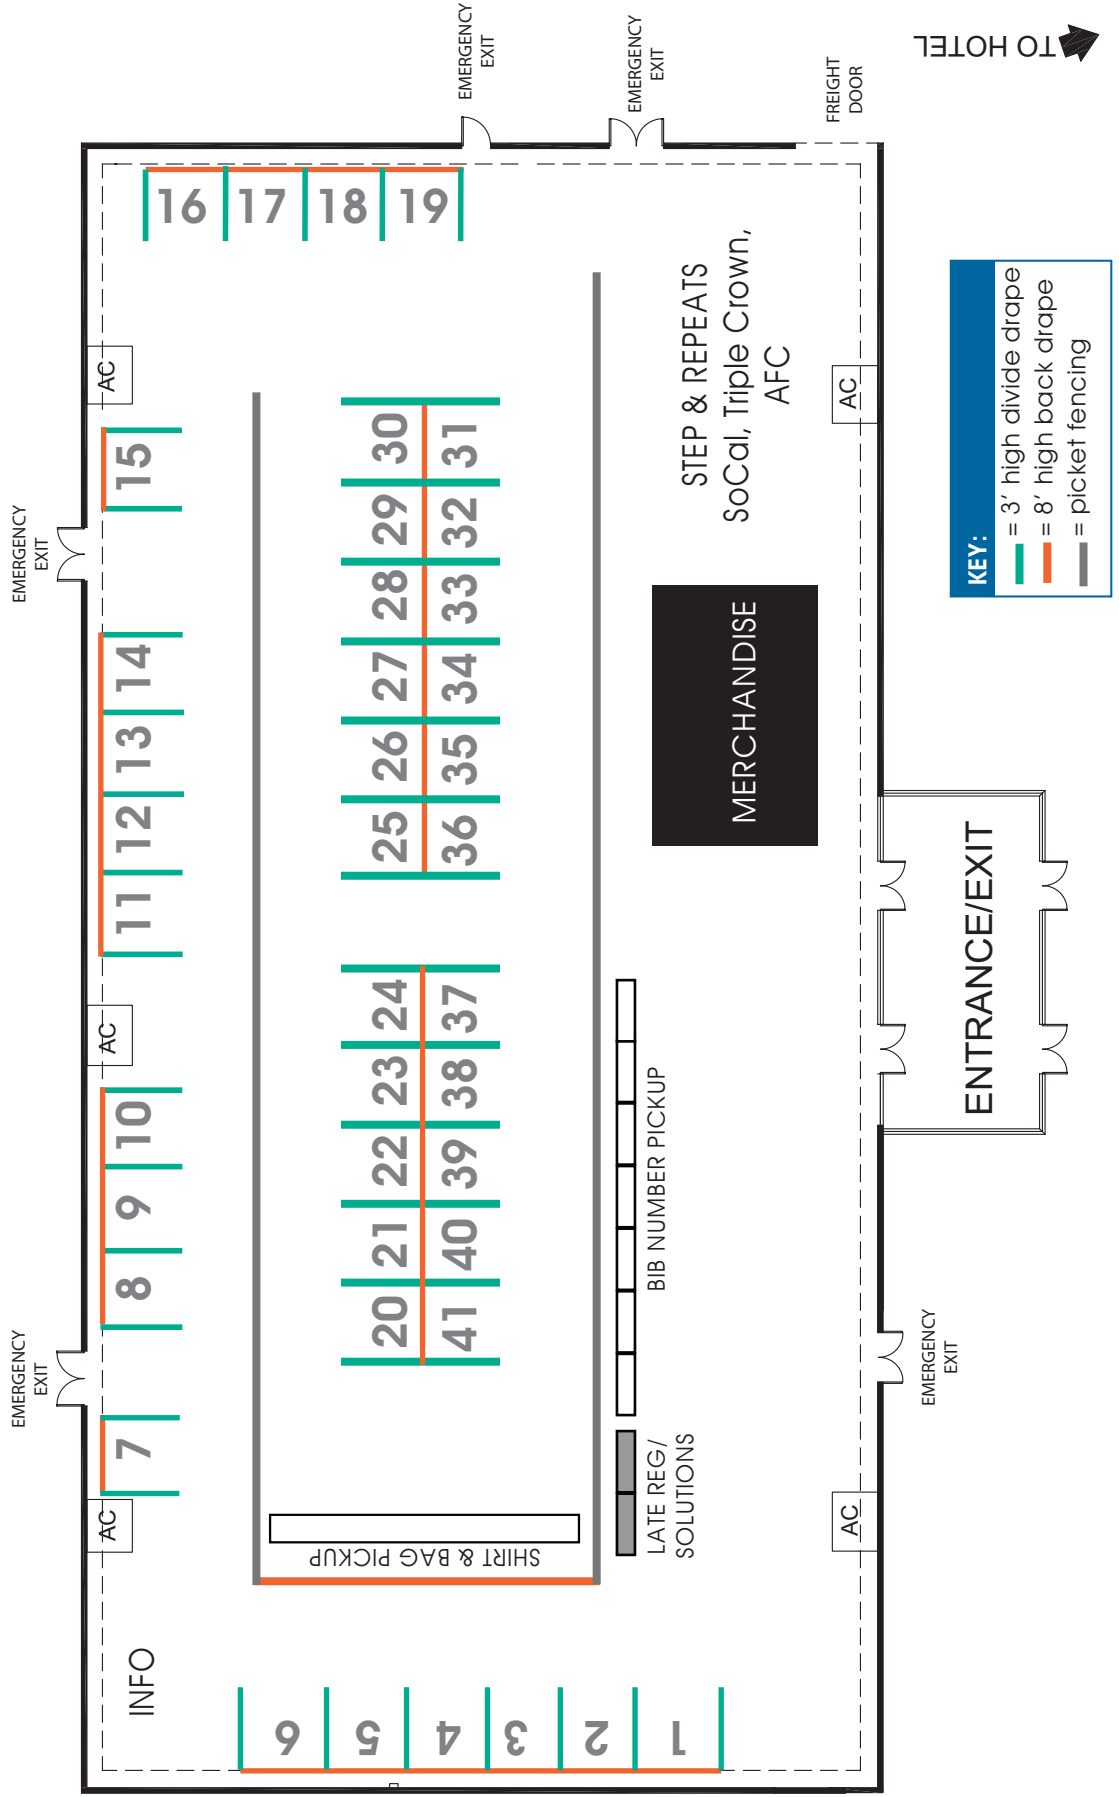 EMERGENCY
EXIT
EMERGENCY
EXIT
FREIGHT
DOOR
TO HOTEL
16
17
18
19
AC
15
EMERGENCY
EXIT
14
13
12
11
AC
10
9
8
EMERGENCY
EXIT
7
AC
INFO
30
29
28
27
26
25
24
23
22
21
20
31
32
33
34
35
36
37
38
39
40
41
SHIRT & BAG PICKUP
6
5
4
3
2
1
STEP & REPEATS
SoCal, Triple Crown,
AFC
MERCHANDISE
BIB NUMBER PICKUP
LATE REG/
SOLUTIONS
AC
AC
ENTRANCE/EXIT
EMERGENCY
EXIT
KEY:
= 3’ high divide drape
= 8’ high back drape
= picket fencing